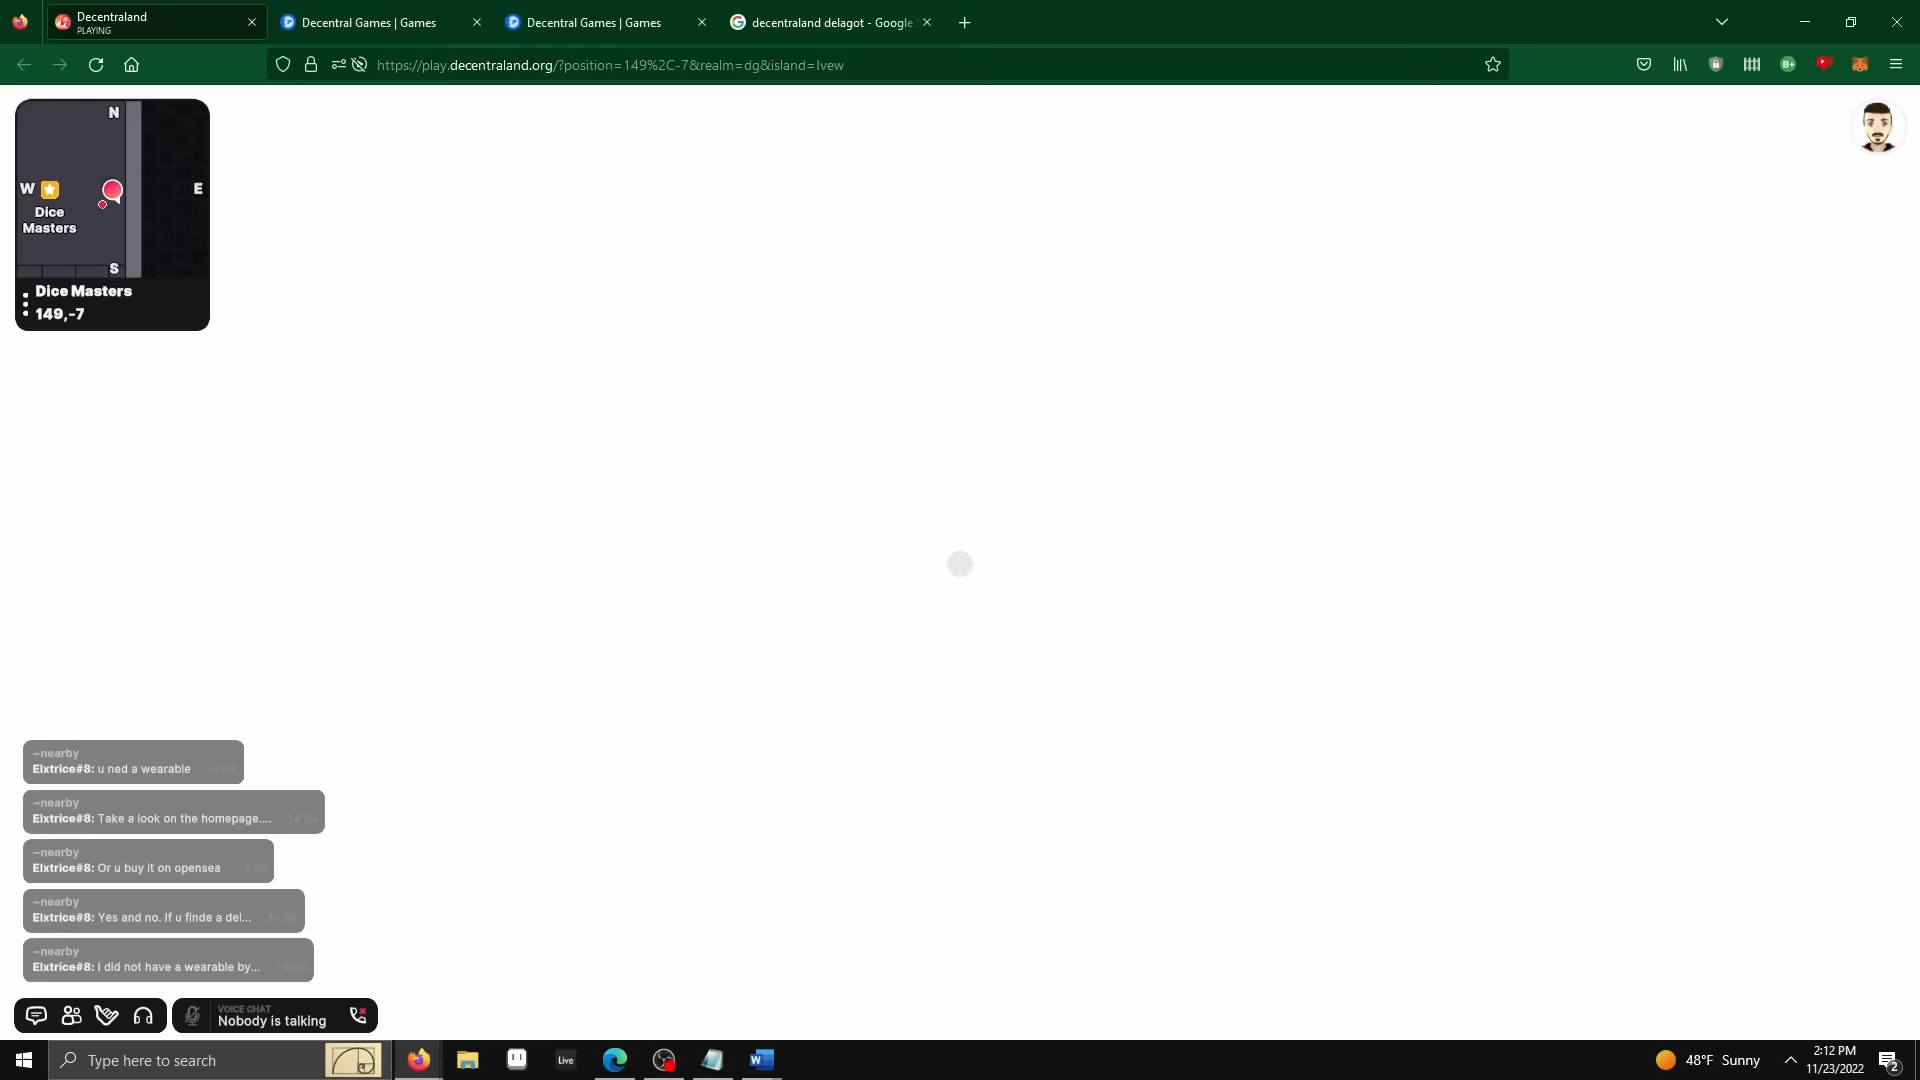 Decentraland
PLAYING
Decentral Games | Games
Decentral Games | Games
decentraland delagot - Google
https://play.decentraland.org/?position=149%2C-7&realm=dg&island=Ivew
N
W
E
Dice
Masters
S
Dice Masters
149,-7
~nearby
Elxtrice#8: u ned a wearable
~nearby
Elxtrice#8: Take a look on the homepage....
~nearby
Elxtrice#8: Or u buy it on opensea
~nearby
Elxtrice#8: Yes and no. If u finde a del...
~nearby
Elxtrice#8: I did not have a wearable by...
VOICE CHAT
Nobody is talking
Type here to search
Live
48°F Sunny
2:12 PM
11/23/2022
2